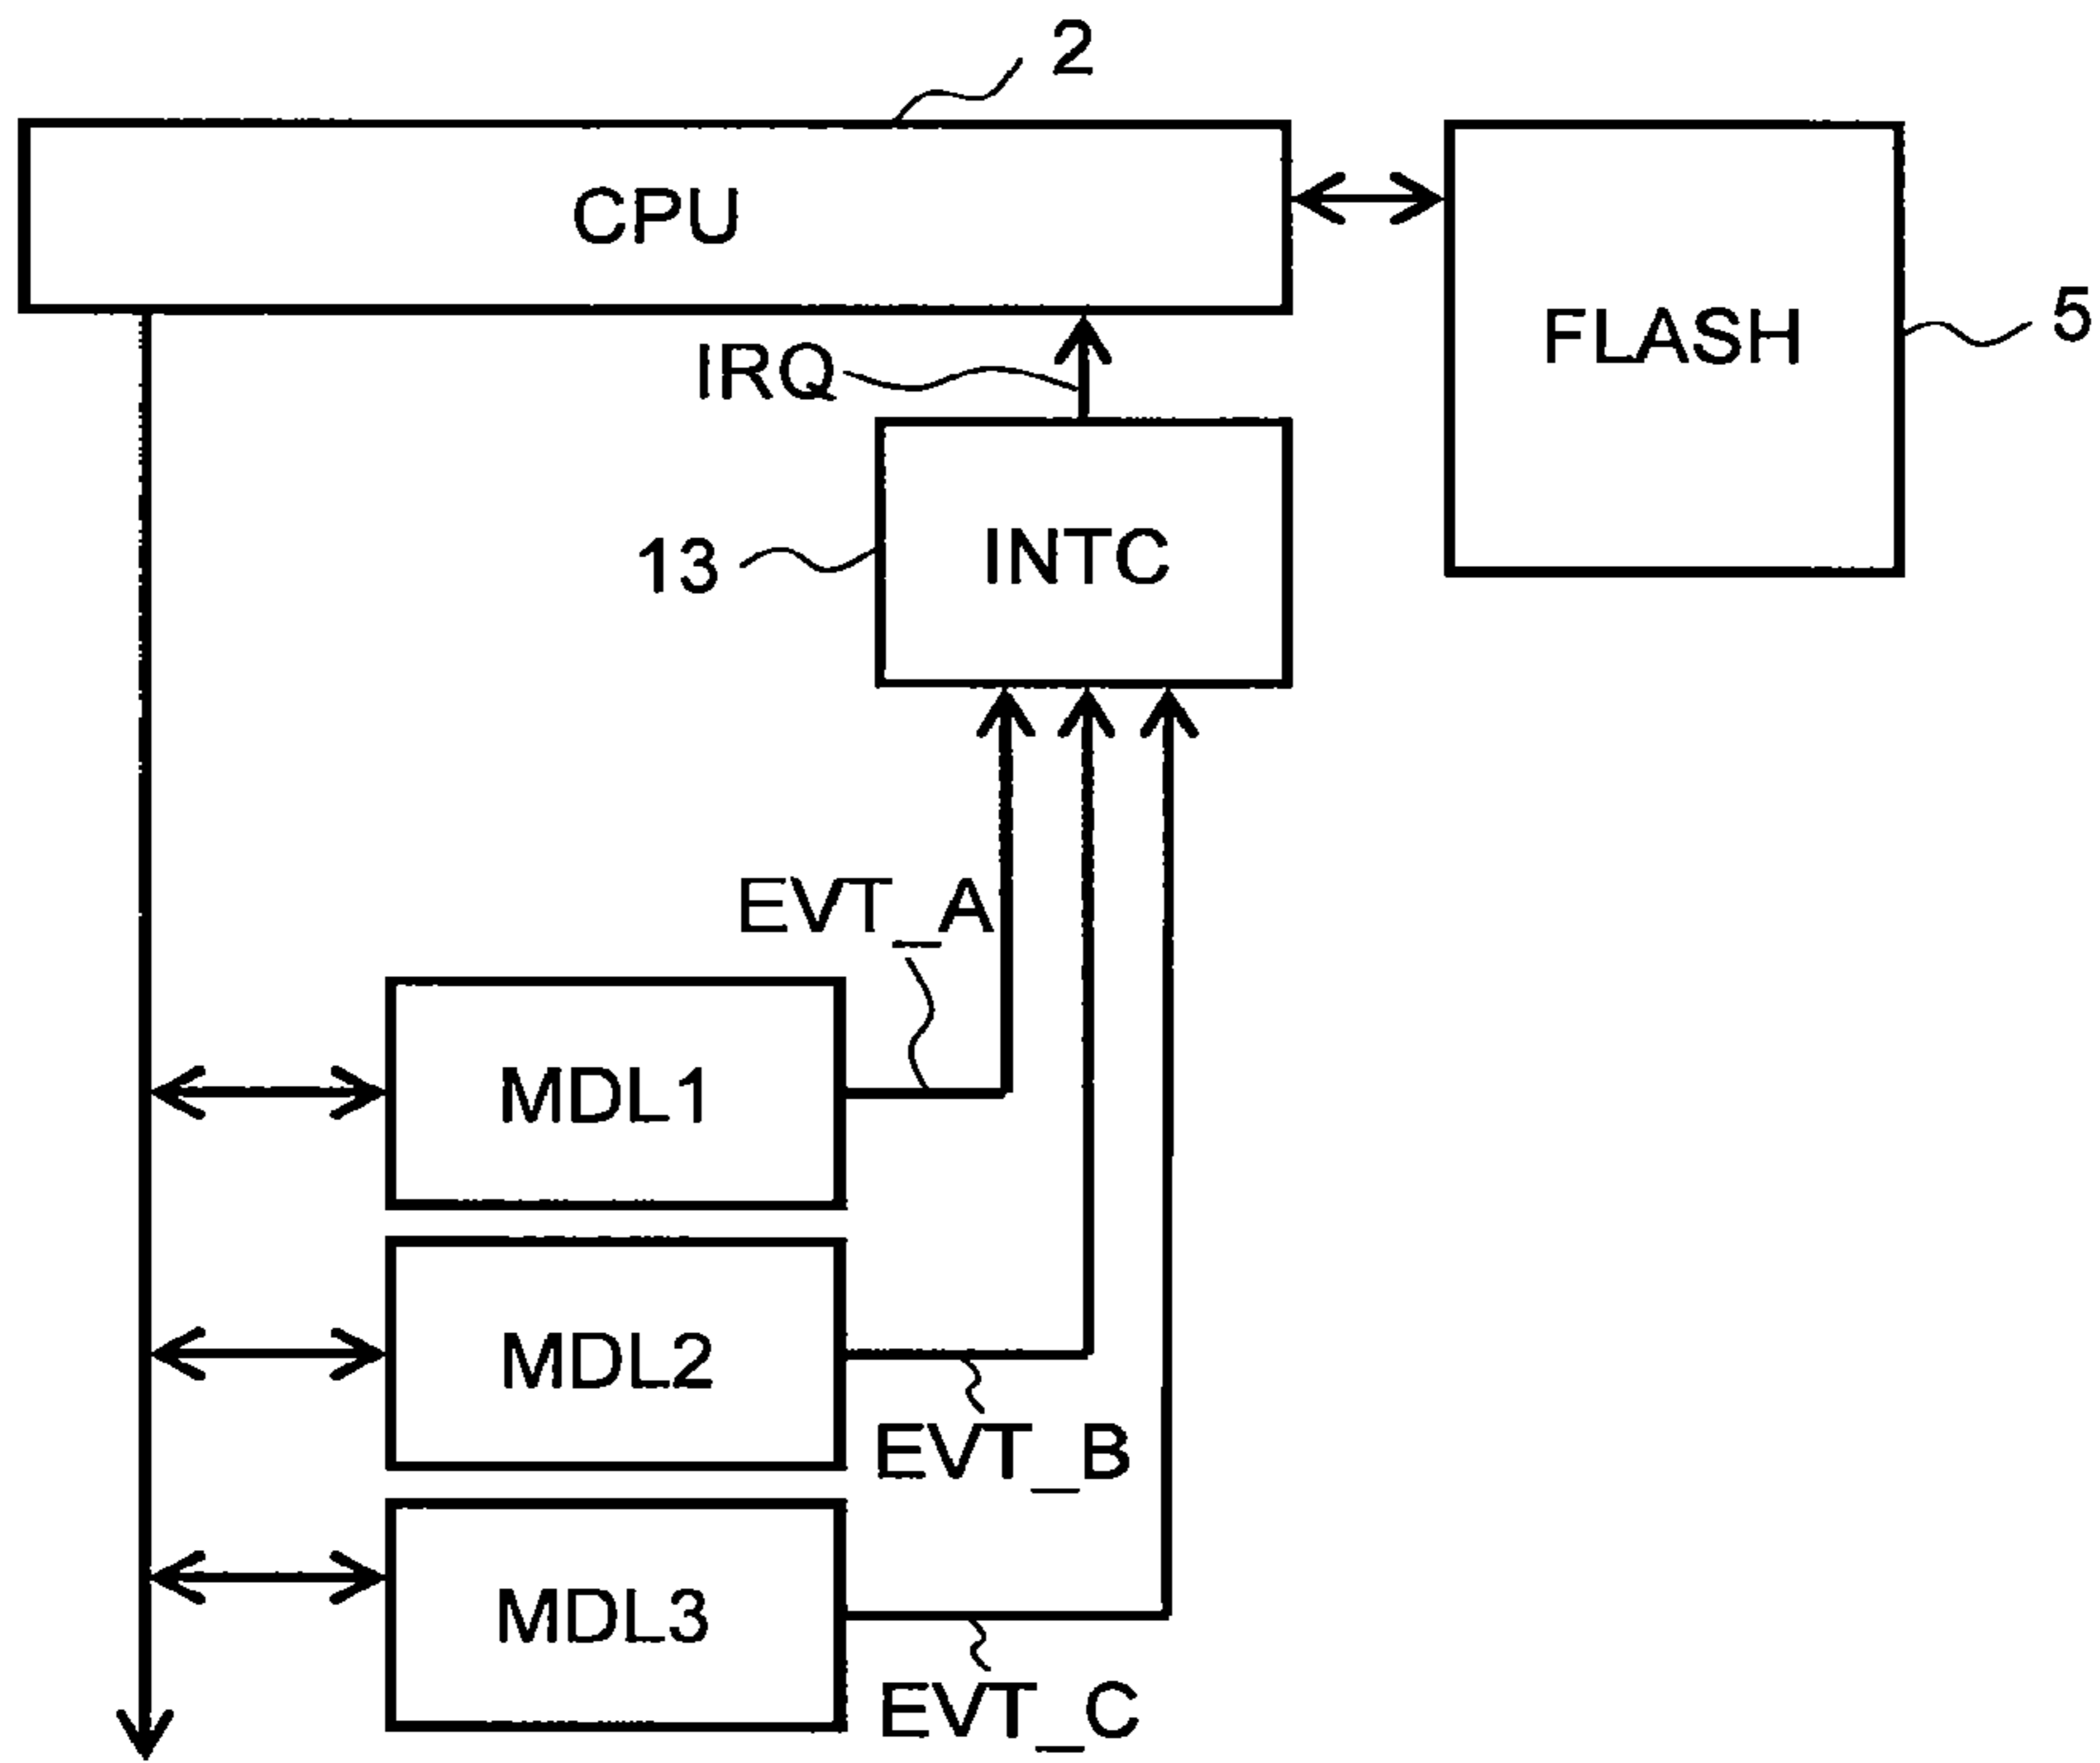 2
CPU
FLASH
5
IRQ
INTC
13
EVT_A
MDL1
MDL2
EVT_B
MDL3
EVT_C